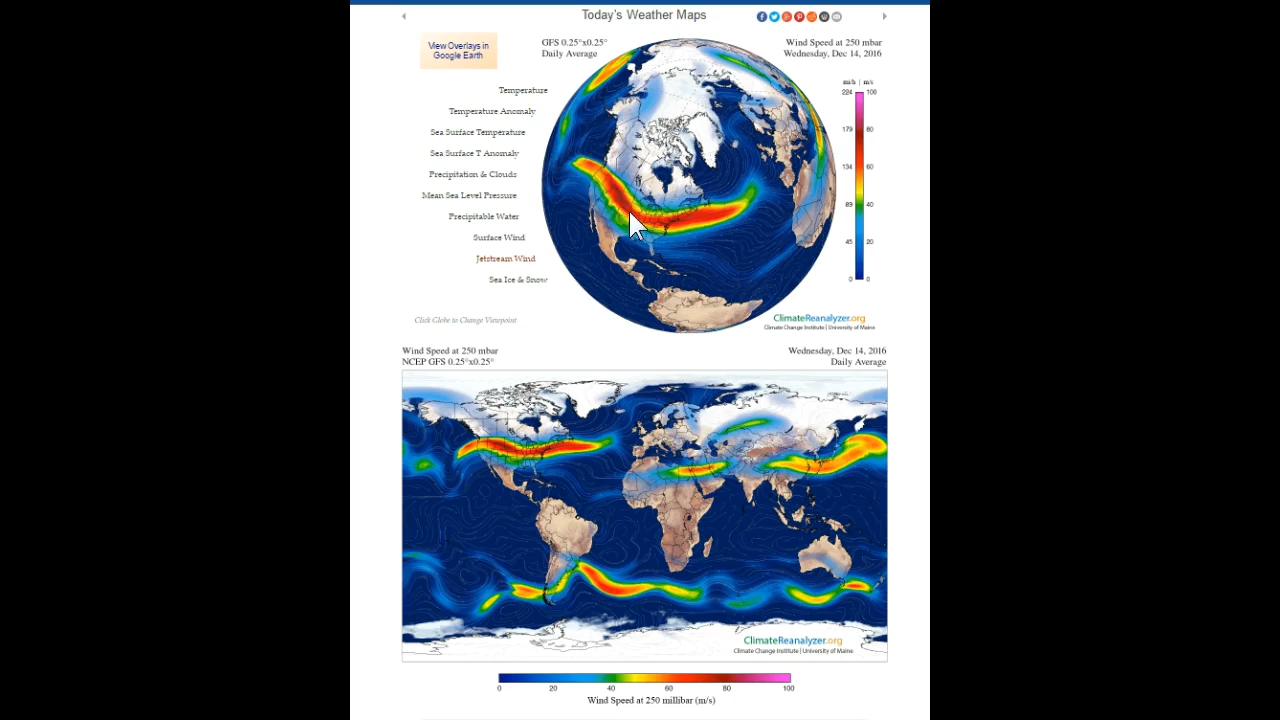 Today's Weather Maps
View Overlays in
Google Earth
GFS 0.25°x0.25°
Daily Average
Wind Speed at 250 mbar
Wednesday, Dec 14, 2016
mi/h | m/s
224 100
179 80
134 60
89 40
45 20
0 0
Temperature
Temperature Anomaly
Sea Surface Temperature
Sea Surface T Anomaly
Precipitation & Clouds
Mean Sea Level Pressure
Precipitable Water
Surface Wind
Jetstream Wind
Sea Ice & Snow
Click Globe to Change Viewpoint
ClimateReanalyzer.org
Climate Change Institute | University of Maine
Wind Speed at 250 mbar
NCEP GFS 0.25°x0.25°
Wednesday, Dec 14, 2016
Daily Average
ClimateReanalyzer.org
Climate Change Institute | University of Maine
0 20 40 60 80 100
Wind Speed at 250 millibar (m/s)